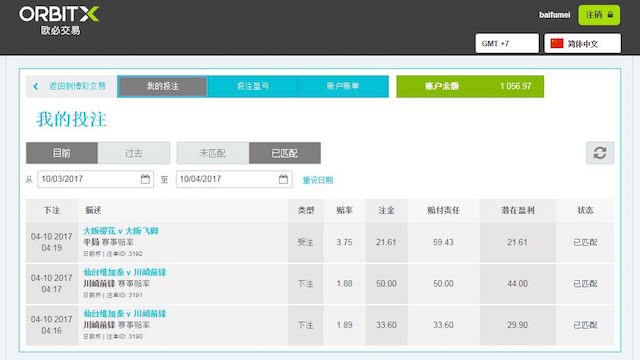 ORBITX
欧必交易
baifumei
注销
GMT +7
简体中文
返回到博彩交易
我的投注
投注盈亏
账户账单
账户余额 1 056.97
我的投注
目前
过去
未匹配
已匹配
从 10/03/2017 至 10/04/2017 重设日期
下注 描述 类型 赔率 注金 赔付责任 潜在盈利 状态
04-10 2017 04:19
大阪樱花 v 大阪飞脚
平局 赛事赔率
日联杯 | 注单ID: 3192
受注 3.75 21.61 59.43 21.61 已匹配
04-10 2017 04:17
仙台维加泰 v 川崎前锋
川崎前锋 赛事赔率
日联杯 | 注单ID: 3191
下注 1.88 50.00 50.00 44.00 已匹配
04-10 2017 04:16
仙台维加泰 v 川崎前锋
川崎前锋 赛事赔率
日联杯 | 注单ID: 3190
下注 1.89 33.60 33.60 29.90 已匹配